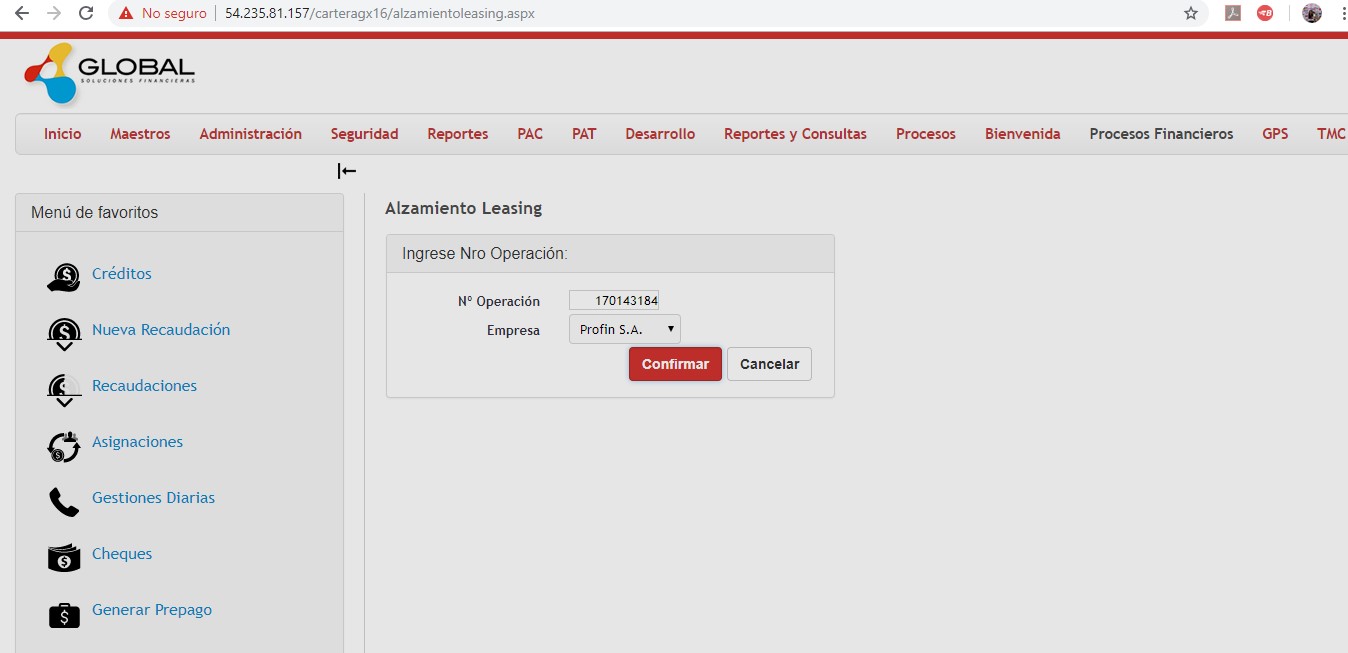 No seguro 54.235.81.157/carteragx16/alzamientoleasing.aspx
GLOBAL
SOLUCIONES FINANCIERAS
Inicio Maestros Administración Seguridad Reportes PAC PAT Desarrollo Reportes y Consultas Procesos Bienvenida Procesos Financieros GPS TMC
Menú de favoritos
Créditos
Nueva Recaudación
Recaudaciones
Asignaciones
Gestiones Diarias
Cheques
Generar Prepago
Alzamiento Leasing
Ingrese Nro Operación:
Nº Operación 170143184
Empresa Profin S.A.
Confirmar Cancelar